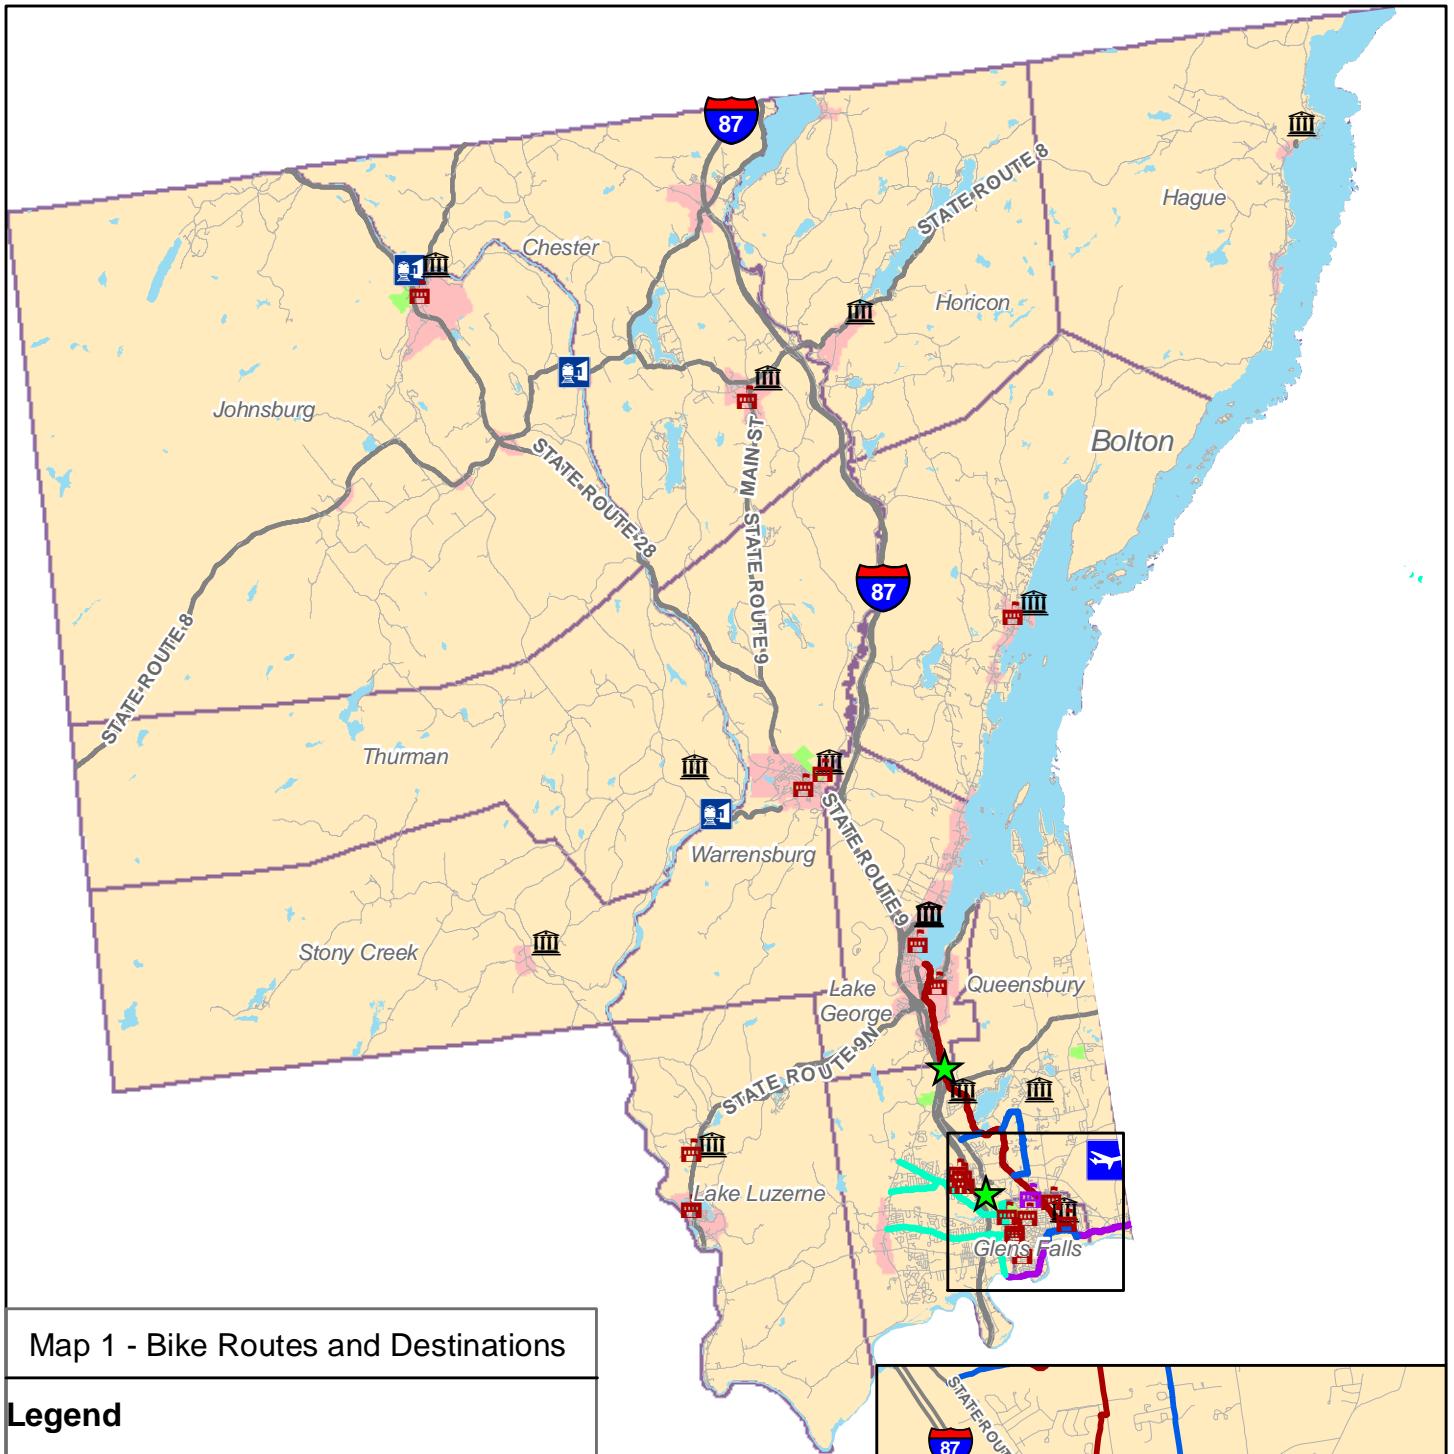 87
STATE ROUTE 8
Hague
Chester
Horicon
Johnsburg
Bolton
STATE ROUTE 28
MAIN ST
STATE ROUTE 9
87
STATE ROUTE 8
Thurman
Warrensburg
STATE ROUTE 9
Stony Creek
Lake
George
Queensbury
STATE ROUTE 9N
Lake Luzerne
Glens Falls
Map 1 - Bike Routes and Destinations
Legend
87